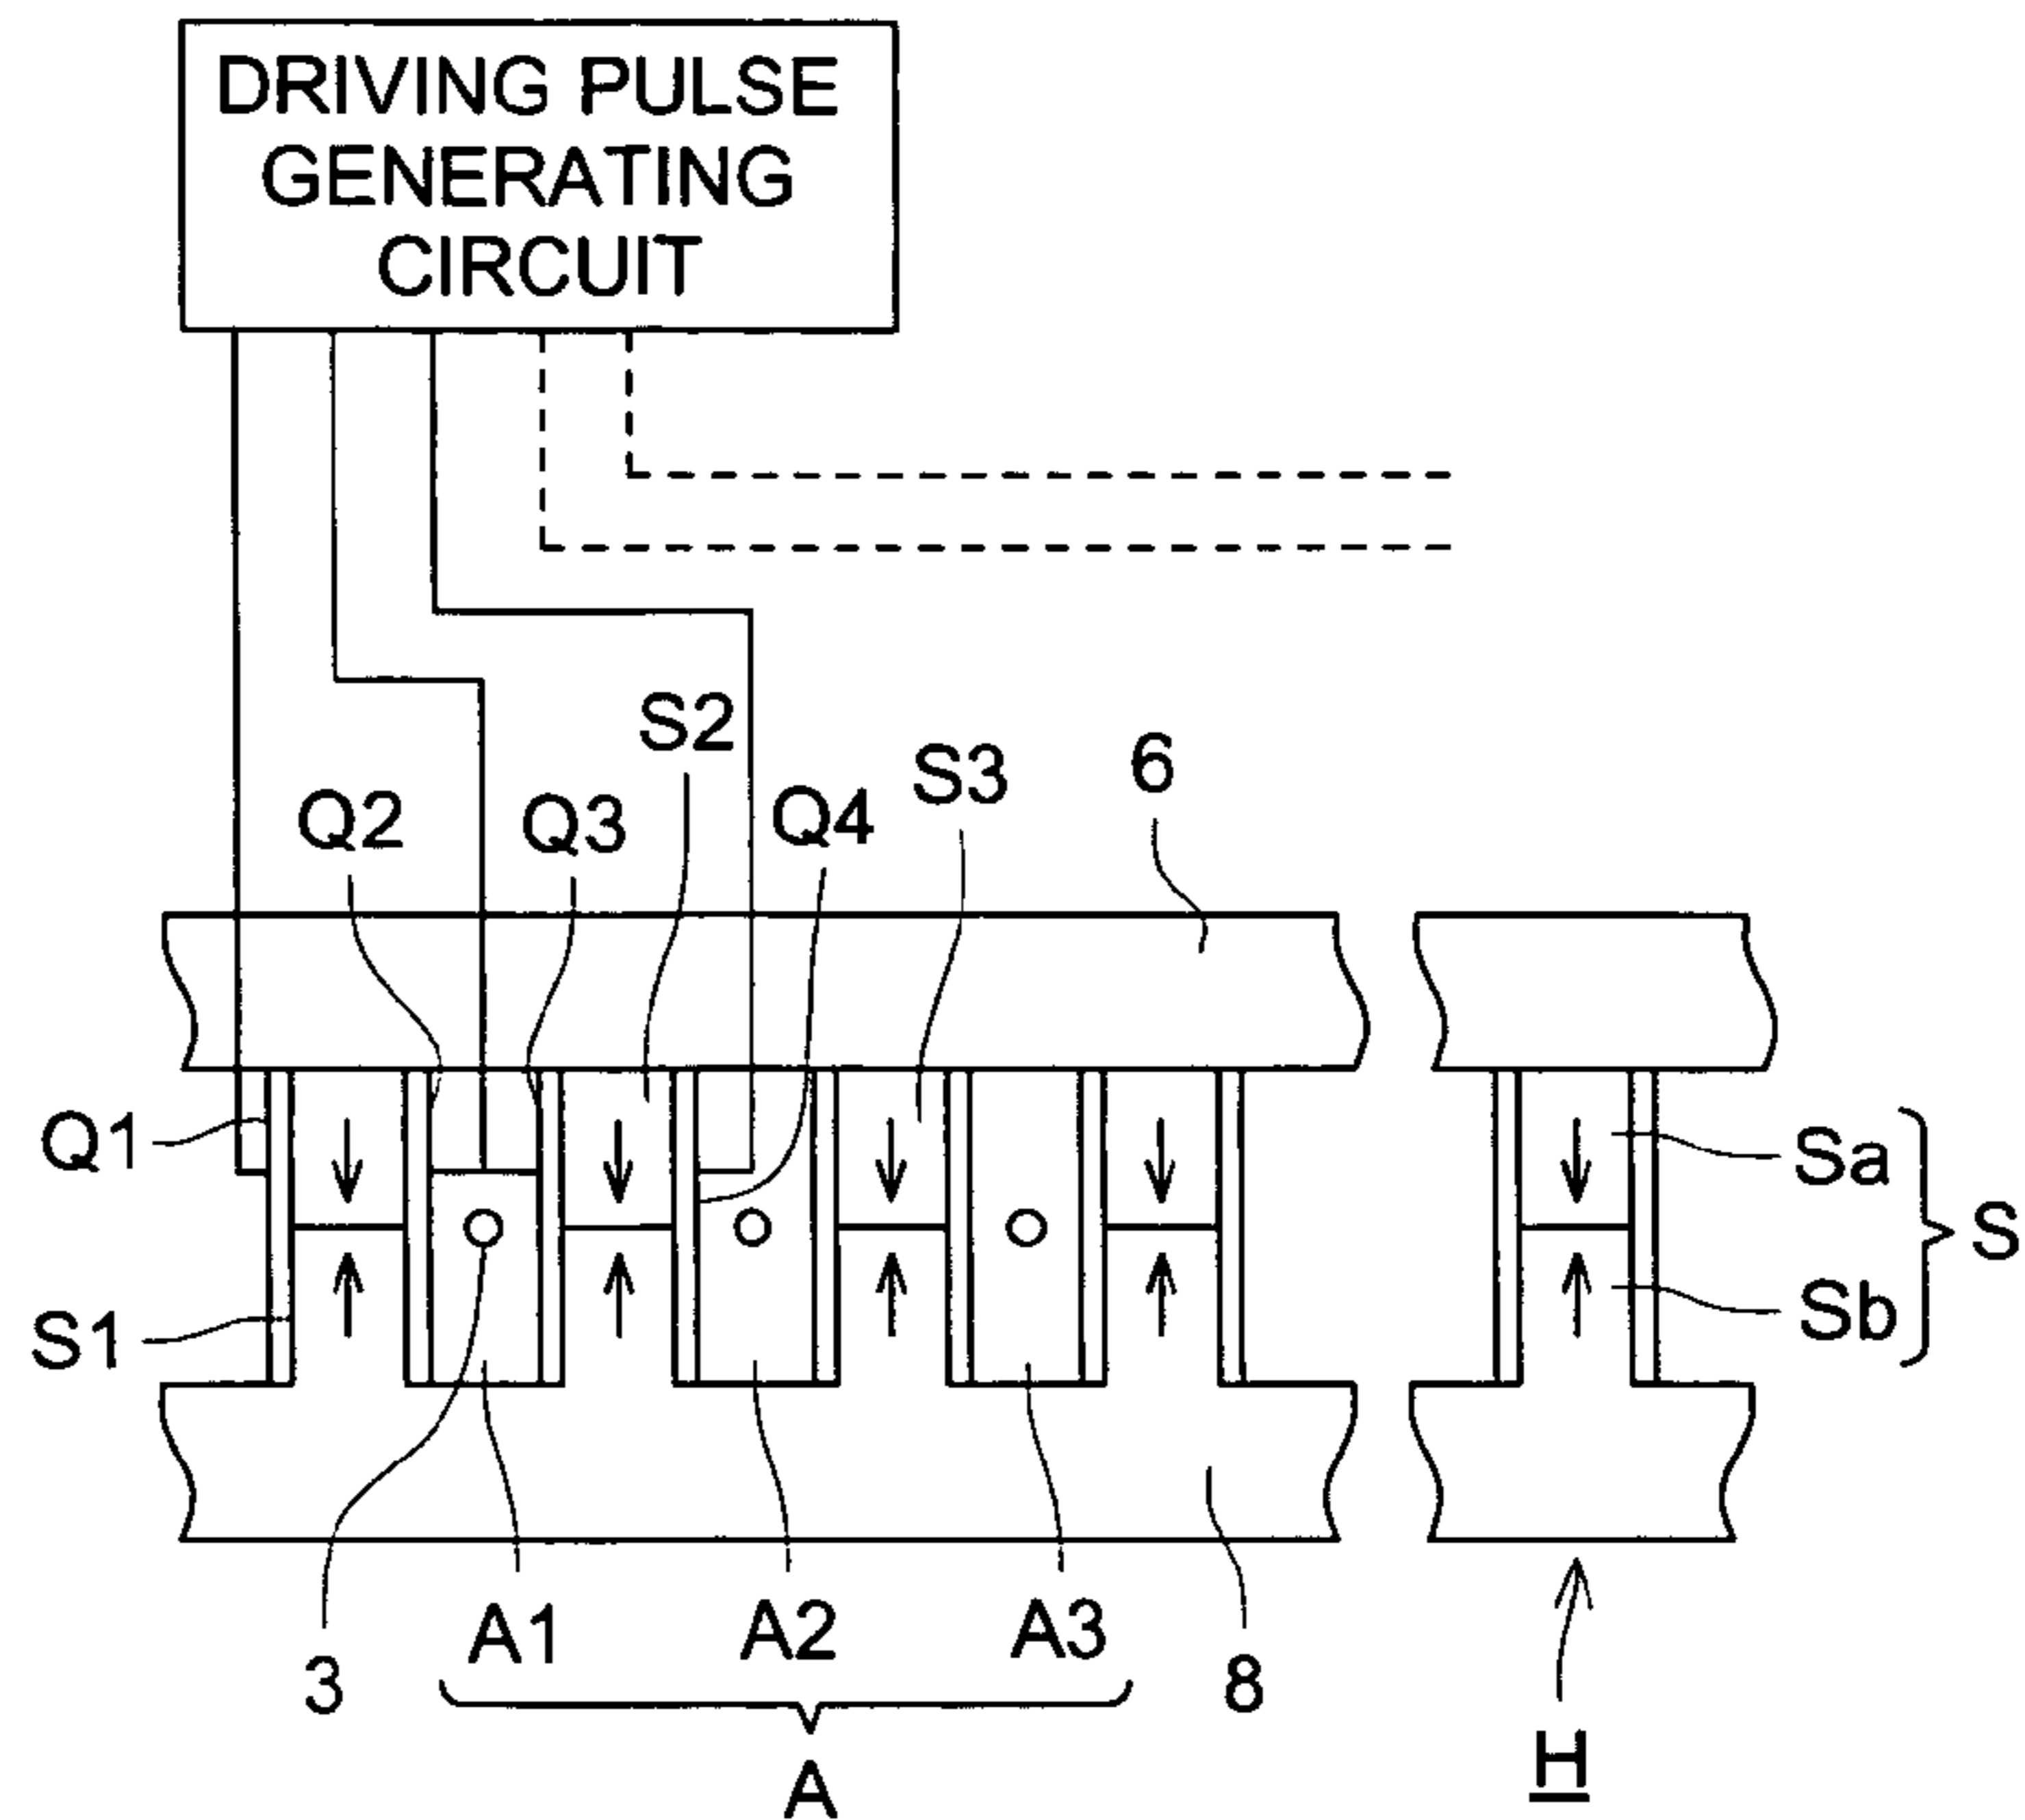 DRIVING PULSE
GENERATING
CIRCUIT
S2
S3
6
Q2
Q3
Q4
Q1
Sa
S
S1
Sb
3
A1
A2
A3
8
A
H